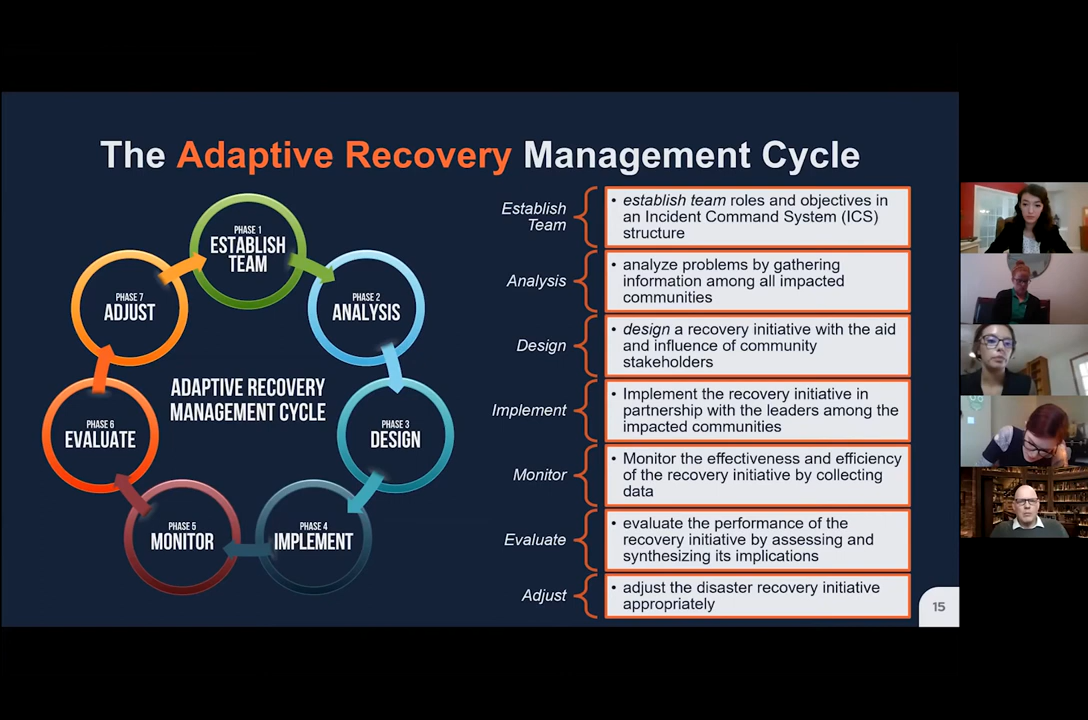 The Adaptive Recovery Management Cycle
PHASE 1
ESTABLISH
TEAM
PHASE 2
ANALYSIS
PHASE 3
DESIGN
PHASE 4
IMPLEMENT
PHASE 5
MONITOR
PHASE 6
EVALUATE
PHASE 7
ADJUST
ADAPTIVE RECOVERY
MANAGEMENT CYCLE
Establish
Team
• establish team roles and objectives in
an Incident Command System (ICS)
structure
Analysis
• analyze problems by gathering
information among all impacted
communities
Design
• design a recovery initiative with the aid
and influence of community
stakeholders
Implement
• Implement the recovery initiative in
partnership with the leaders among the
impacted communities
Monitor
• Monitor the effectiveness and efficiency
of the recovery initiative by collecting
data
Evaluate
• evaluate the performance of the
recovery initiative by assessing and
synthesizing its implications
Adjust
• adjust the disaster recovery initiative
appropriately
15